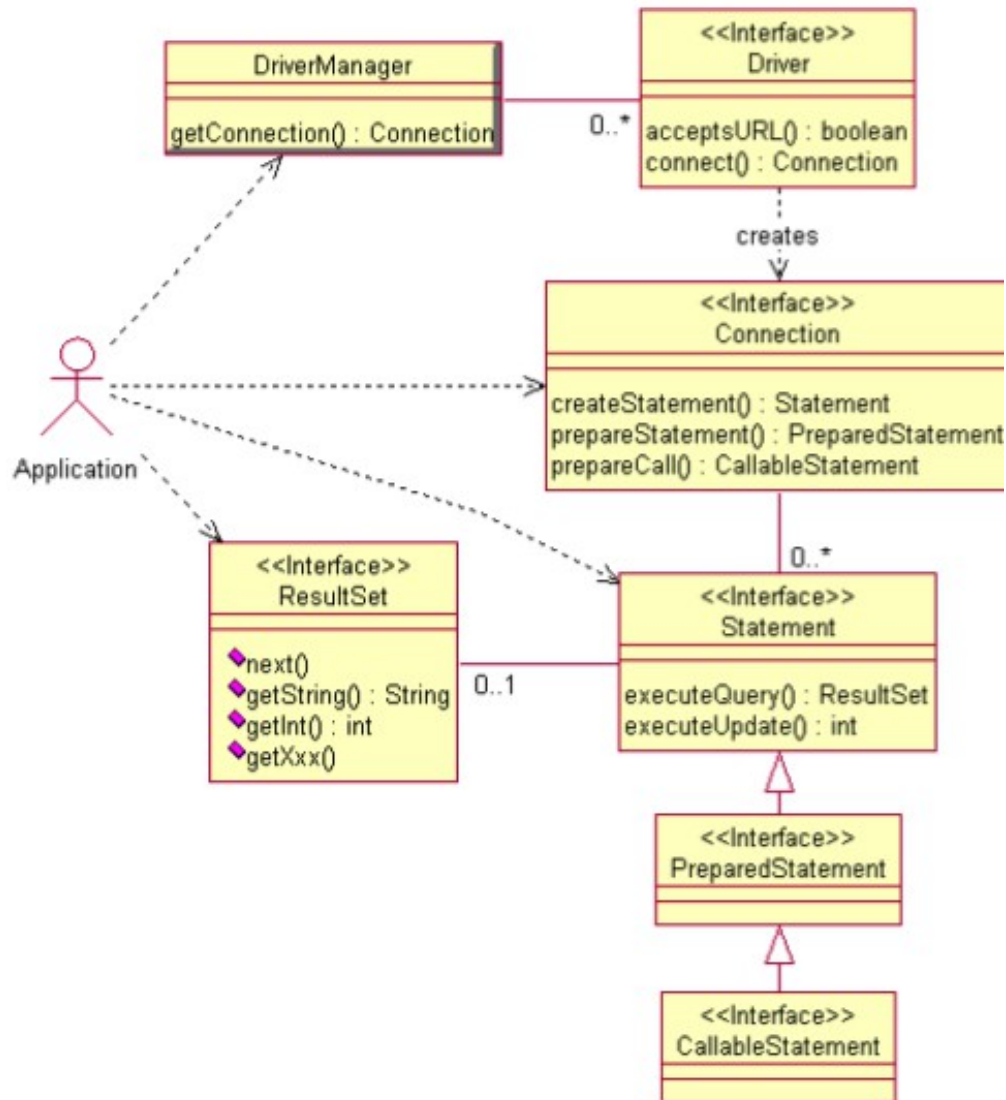 DriverManager
getConnection() : Connection
<<Interface>>
Driver
acceptsURL() : boolean
connect() : Connection
0..*
creates
<<Interface>>
Connection
createStatement() : Statement
prepareStatement() : PreparedStatement
prepareCall() : CallableStatement
Application
0..*
<<Interface>>
ResultSet
next()
getString() : String
getInt() : int
getXxx()
0..1
<<Interface>>
Statement
executeQuery() : ResultSet
executeUpdate() : int
<<Interface>>
PreparedStatement
<<Interface>>
CallableStatement